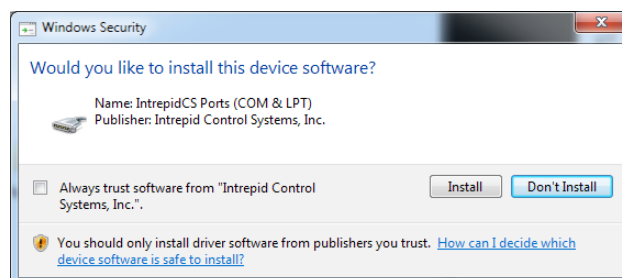 Windows Security
Would you like to install this device software?
Name: IntrepidCS Ports (COM & LPT)
Publisher: Intrepid Control Systems, Inc.
Always trust software from "Intrepid Control
Systems, Inc.".
Install
Don't Install
You should only install driver software from publishers you trust. How can I decide which
device software is safe to install?